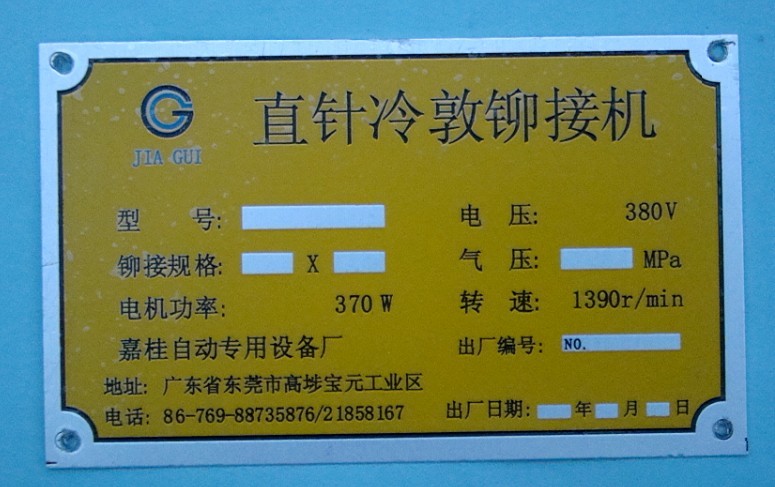 直针冷敦铆接机
JIA GUI
型 号:
电 压: 380V
铆接规格: X
气 压: MPa
电机功率: 370W
转 速: 1390r/min
嘉桂自动专用设备厂
出厂编号: NO.
地址: 广东省东莞市高埗宝元工业区
电话: 86-769-88735876/21858167
出厂日期: 年 月 日